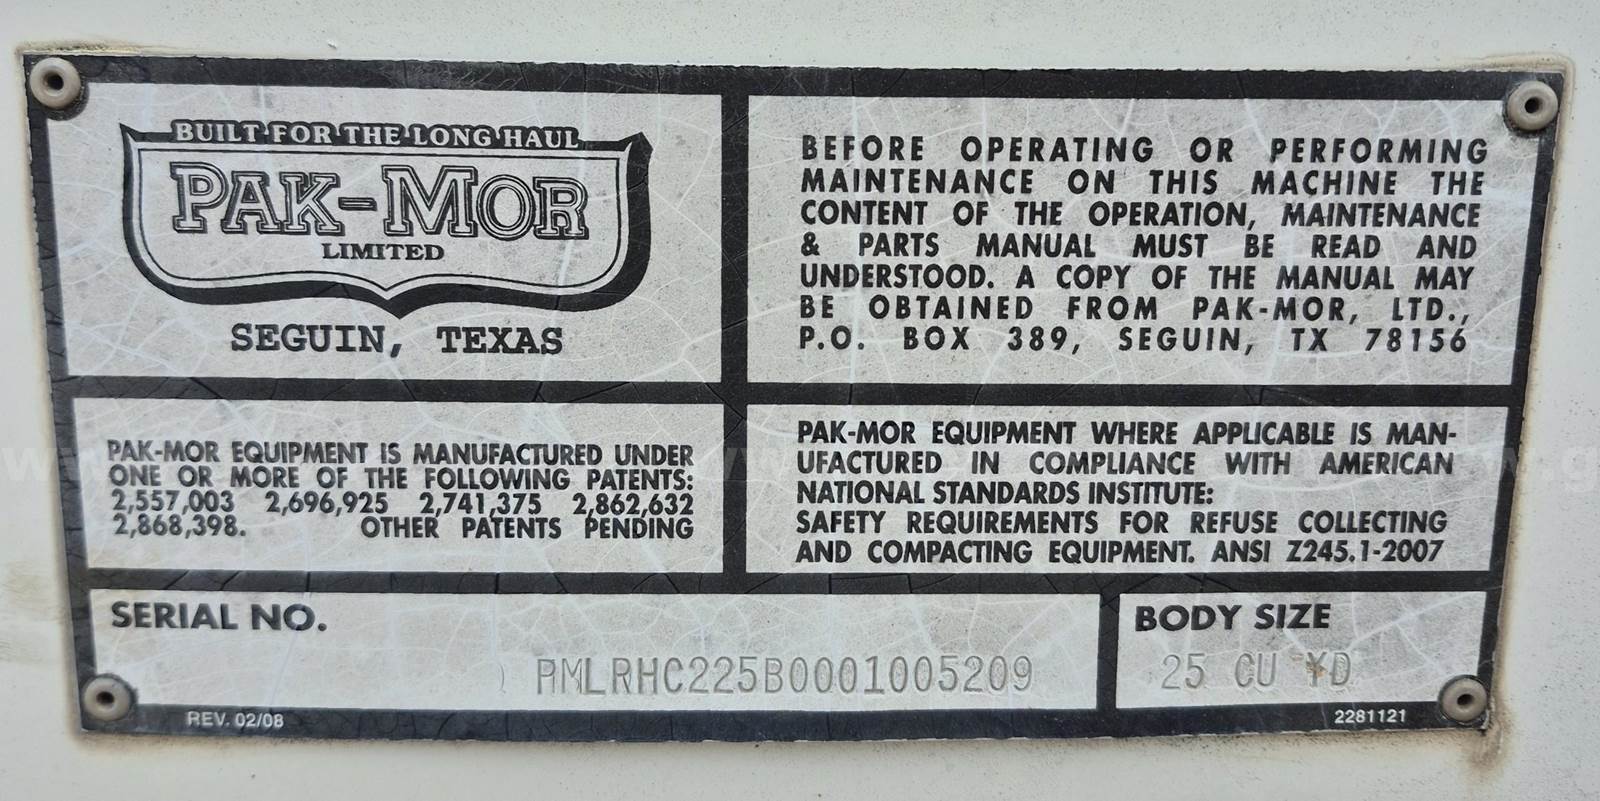 BUILT FOR THE LONG HAUL
PAK-MOR
LIMITED
SEGUIN, TEXAS
BEFORE OPERATING OR PERFORMING
MAINTENANCE ON THIS MACHINE THE
CONTENT OF THE OPERATION, MAINTENANCE
& PARTS MANUAL MUST BE READ AND
UNDERSTOOD. A COPY OF THE MANUAL MAY
BE OBTAINED FROM PAK-MOR, LTD.,
P.O. BOX 389, SEGUIN, TX 78156
PAK-MOR EQUIPMENT IS MANUFACTURED UNDER
ONE OR MORE OF THE FOLLOWING PATENTS:
2,557,003 2,696,925 2,741,375 2,862,632
2,868,398. OTHER PATENTS PENDING
PAK-MOR EQUIPMENT WHERE APPLICABLE IS MAN-
UFACTURED IN COMPLIANCE WITH AMERICAN
NATIONAL STANDARDS INSTITUTE:
SAFETY REQUIREMENTS FOR REFUSE COLLECTING
AND COMPACTING EQUIPMENT. ANSI Z245.1-2007
SERIAL NO.
PMLRHC225B0001005209
BODY SIZE
25 CU YD
REV. 02/08
2281121